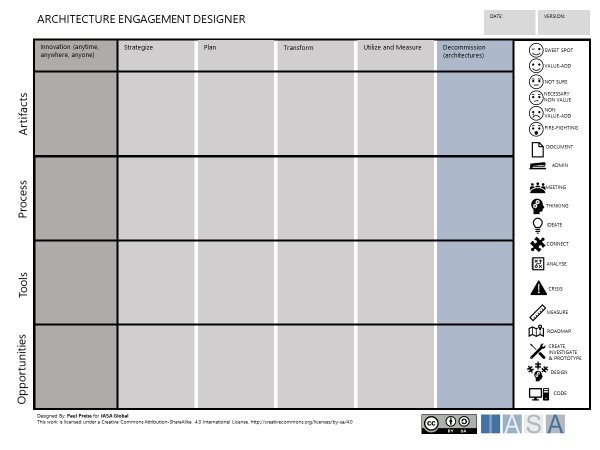 ARCHITECTURE ENGAGEMENT DESIGNER
DATE:
VERSION:
Innovation (anytime,
anywhere, anyone)
Strategize
Plan
Transform
Utilize and Measure
Decommission
(architectures)
Artifacts
Process
Tools
Opportunities
SWEET SPOT
VALUE-ADD
NOT SURE
NECESSARY
NON VALUE
NON
VALUE-ADD
FIRE-FIGHTING
DOCUMENT
ADMIN
MEETING
THINKING
IDEATE
CONNECT
ANALYSE
CRISIS
MEASURE
ROADMAP
CREATE,
INVESTIGATE
& PROTOTYPE
DESIGN
CODE
Designed By: Paul Preiss for IASA Global
This work is licensed under a Creative Commons Attribution-ShareAlike 4.0 International License. http://creativecommons.org/licenses/by-sa/4.0
cc
BY SA
IASA